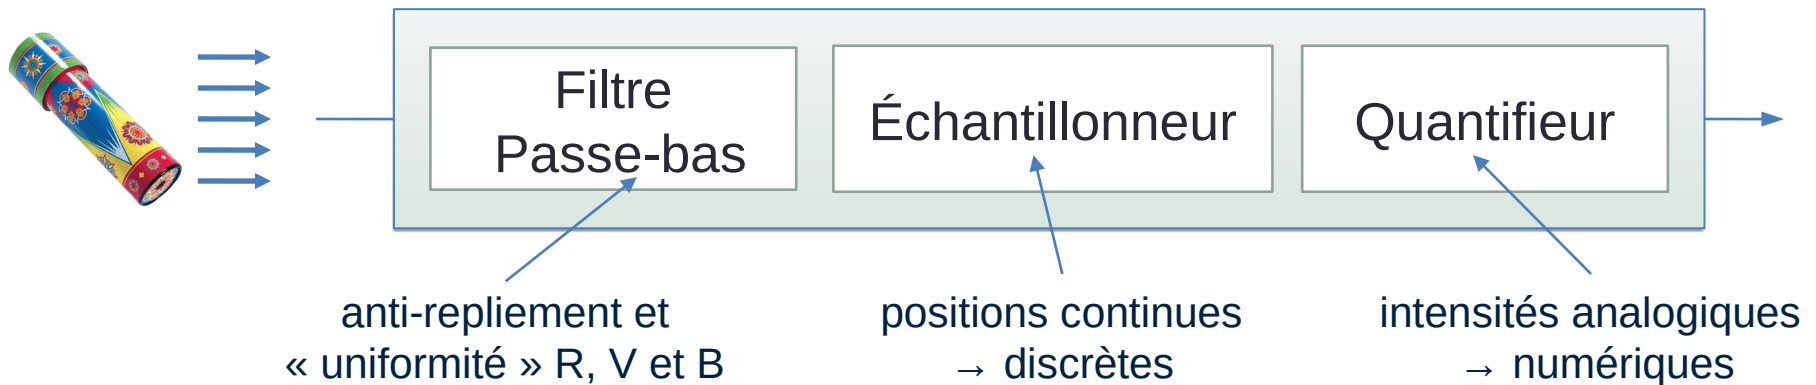 Filtre
Passe-bas
Échantillonneur
Quantifieur
anti-repliement et
« uniformité » R, V et B
positions continues
→ discrètes
intensités analogiques
→ numériques